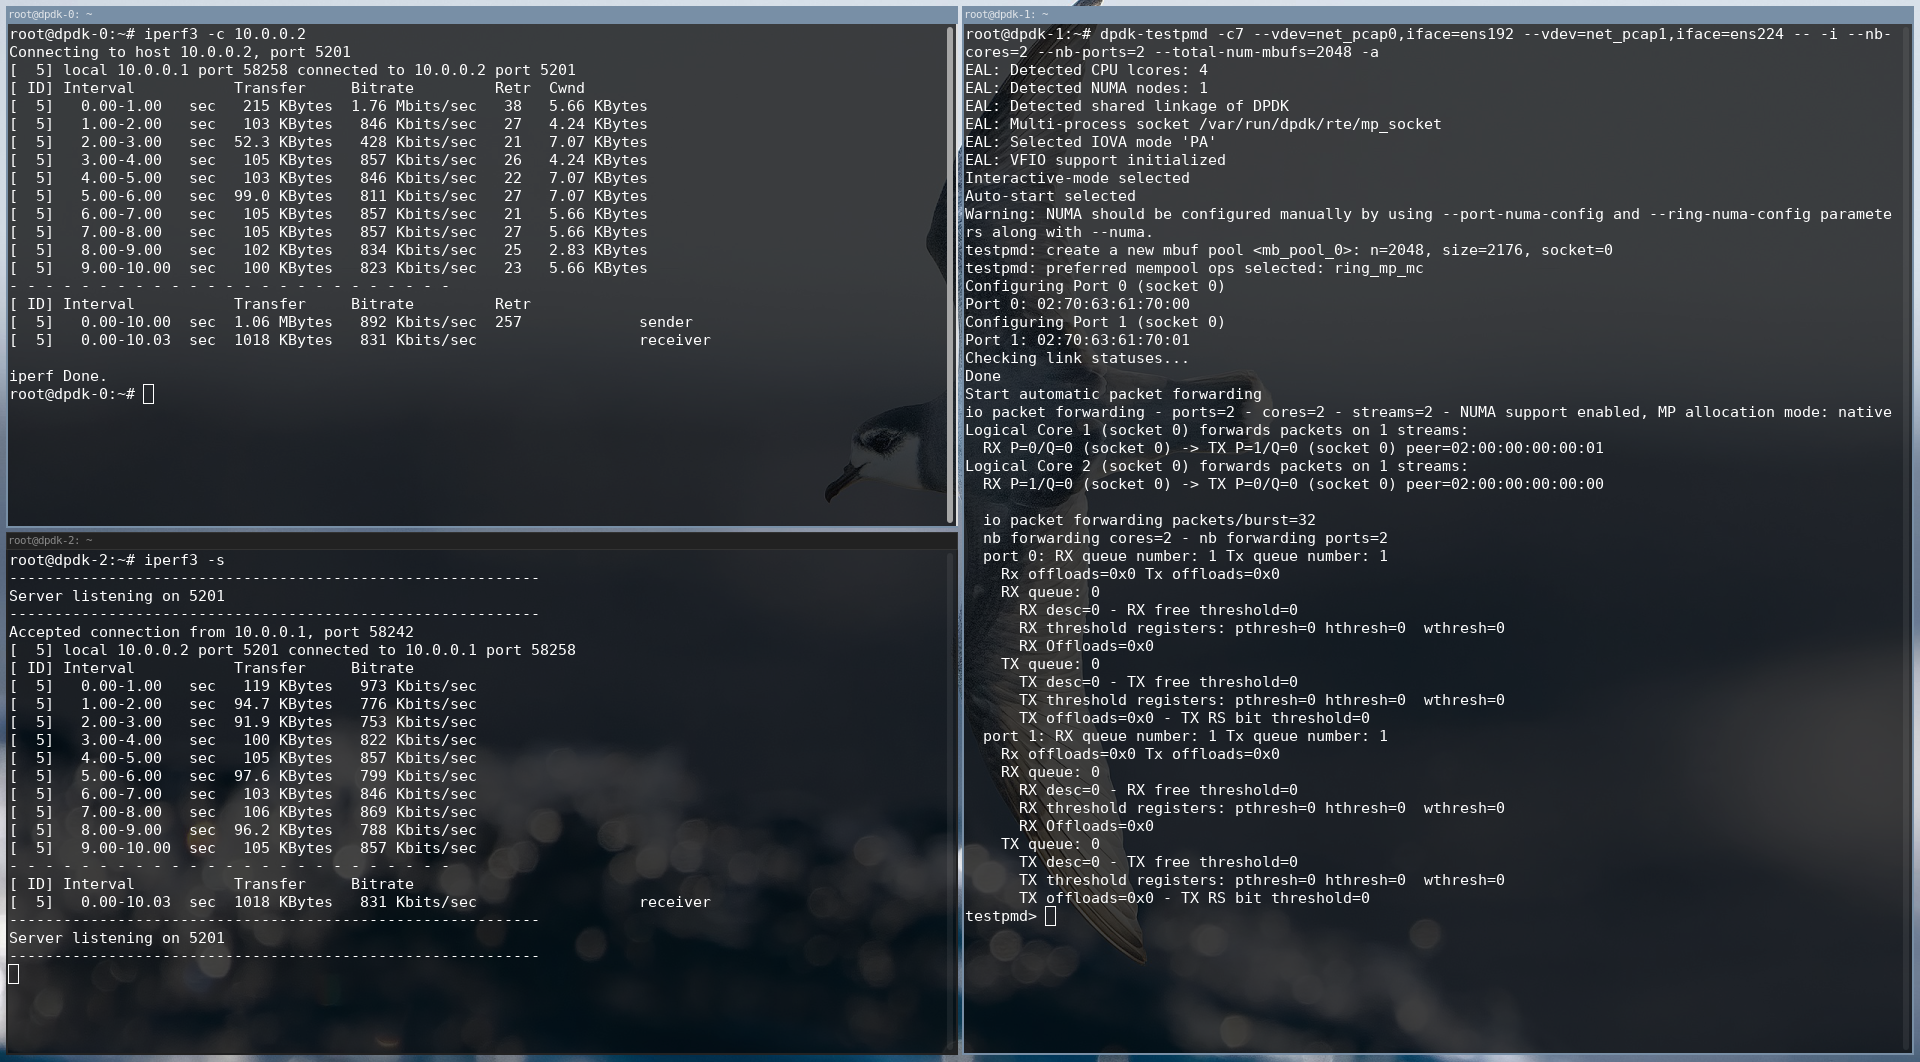 root@dpdk-0: ~
root@dpdk-0:~# iperf3 -c 10.0.0.2
Connecting to host 10.0.0.2, port 5201
[  5] local 10.0.0.1 port 58258 connected to 10.0.0.2 port 5201
[ ID] Interval           Transfer     Bitrate         Retr  Cwnd
[  5]   0.00-1.00   sec   215 KBytes  1.76 Mbits/sec   38   5.66 KBytes
[  5]   1.00-2.00   sec   103 KBytes   846 Kbits/sec   27   4.24 KBytes
[  5]   2.00-3.00   sec  52.3 KBytes   428 Kbits/sec   21   7.07 KBytes
[  5]   3.00-4.00   sec   105 KBytes   857 Kbits/sec   26   4.24 KBytes
[  5]   4.00-5.00   sec   103 KBytes   846 Kbits/sec   22   7.07 KBytes
[  5]   5.00-6.00   sec  99.0 KBytes   811 Kbits/sec   27   7.07 KBytes
[  5]   6.00-7.00   sec   105 KBytes   857 Kbits/sec   21   5.66 KBytes
[  5]   7.00-8.00   sec   105 KBytes   857 Kbits/sec   27   5.66 KBytes
[  5]   8.00-9.00   sec   102 KBytes   834 Kbits/sec   25   2.83 KBytes
[  5]   9.00-10.00  sec   100 KBytes   823 Kbits/sec   23   5.66 KBytes
- - - - - - - - - - - - - - - - - - - - - - - - -
[ ID] Interval           Transfer     Bitrate         Retr
[  5]   0.00-10.00  sec  1.06 MBytes   892 Kbits/sec  257             sender
[  5]   0.00-10.03  sec  1018 KBytes   831 Kbits/sec                  receiver
iperf Done.
root@dpdk-0:~#
root@dpdk-2: ~
root@dpdk-2:~# iperf3 -s
-----------------------------------------------------------
Server listening on 5201
-----------------------------------------------------------
Accepted connection from 10.0.0.1, port 58242
[  5] local 10.0.0.2 port 5201 connected to 10.0.0.1 port 58258
[ ID] Interval           Transfer     Bitrate
[  5]   0.00-1.00   sec   119 KBytes   973 Kbits/sec
[  5]   1.00-2.00   sec  94.7 KBytes   776 Kbits/sec
[  5]   2.00-3.00   sec  91.9 KBytes   753 Kbits/sec
[  5]   3.00-4.00   sec   100 KBytes   822 Kbits/sec
[  5]   4.00-5.00   sec   105 KBytes   857 Kbits/sec
[  5]   5.00-6.00   sec  97.6 KBytes   799 Kbits/sec
[  5]   6.00-7.00   sec   103 KBytes   846 Kbits/sec
[  5]   7.00-8.00   sec   106 KBytes   869 Kbits/sec
[  5]   8.00-9.00   sec  96.2 KBytes   788 Kbits/sec
[  5]   9.00-10.00  sec   105 KBytes   857 Kbits/sec
- - - - - - - - - - - - - - - - - - - - - - - - -
[ ID] Interval           Transfer     Bitrate
[  5]   0.00-10.03  sec  1018 KBytes   831 Kbits/sec                  receiver
-----------------------------------------------------------
Server listening on 5201
-----------------------------------------------------------
root@dpdk-1: ~
root@dpdk-1:~# dpdk-testpmd -c7 --vdev=net_pcap0,iface=ens192 --vdev=net_pcap1,iface=ens224 -- -i --nb-
cores=2 --nb-ports=2 --total-num-mbufs=2048 -a
EAL: Detected CPU lcores: 4
EAL: Detected NUMA nodes: 1
EAL: Detected shared linkage of DPDK
EAL: Multi-process socket /var/run/dpdk/rte/mp_socket
EAL: Selected IOVA mode 'PA'
EAL: VFIO support initialized
Interactive-mode selected
Auto-start selected
Warning: NUMA should be configured manually by using --port-numa-config and --ring-numa-config paramete
rs along with --numa.
testpmd: create a new mbuf pool <mb_pool_0>: n=2048, size=2176, socket=0
testpmd: preferred mempool ops selected: ring_mp_mc
Configuring Port 0 (socket 0)
Port 0: 02:70:63:61:70:00
Configuring Port 1 (socket 0)
Port 1: 02:70:63:61:70:01
Checking link statuses...
Done
Start automatic packet forwarding
io packet forwarding - ports=2 - cores=2 - streams=2 - NUMA support enabled, MP allocation mode: native
Logical Core 1 (socket 0) forwards packets on 1 streams:
  RX P=0/Q=0 (socket 0) -> TX P=1/Q=0 (socket 0) peer=02:00:00:00:00:01
Logical Core 2 (socket 0) forwards packets on 1 streams:
  RX P=1/Q=0 (socket 0) -> TX P=0/Q=0 (socket 0) peer=02:00:00:00:00:00
  io packet forwarding packets/burst=32
  nb forwarding cores=2 - nb forwarding ports=2
  port 0: RX queue number: 1 Tx queue number: 1
    Rx offloads=0x0 Tx offloads=0x0
    RX queue: 0
      RX desc=0 - RX free threshold=0
      RX threshold registers: pthresh=0 hthresh=0  wthresh=0
      RX Offloads=0x0
    TX queue: 0
      TX desc=0 - TX free threshold=0
      TX threshold registers: pthresh=0 hthresh=0  wthresh=0
      TX offloads=0x0 - TX RS bit threshold=0
  port 1: RX queue number: 1 Tx queue number: 1
    Rx offloads=0x0 Tx offloads=0x0
    RX queue: 0
      RX desc=0 - RX free threshold=0
      RX threshold registers: pthresh=0 hthresh=0  wthresh=0
      RX Offloads=0x0
    TX queue: 0
      TX desc=0 - TX free threshold=0
      TX threshold registers: pthresh=0 hthresh=0  wthresh=0
      TX offloads=0x0 - TX RS bit threshold=0
testpmd>